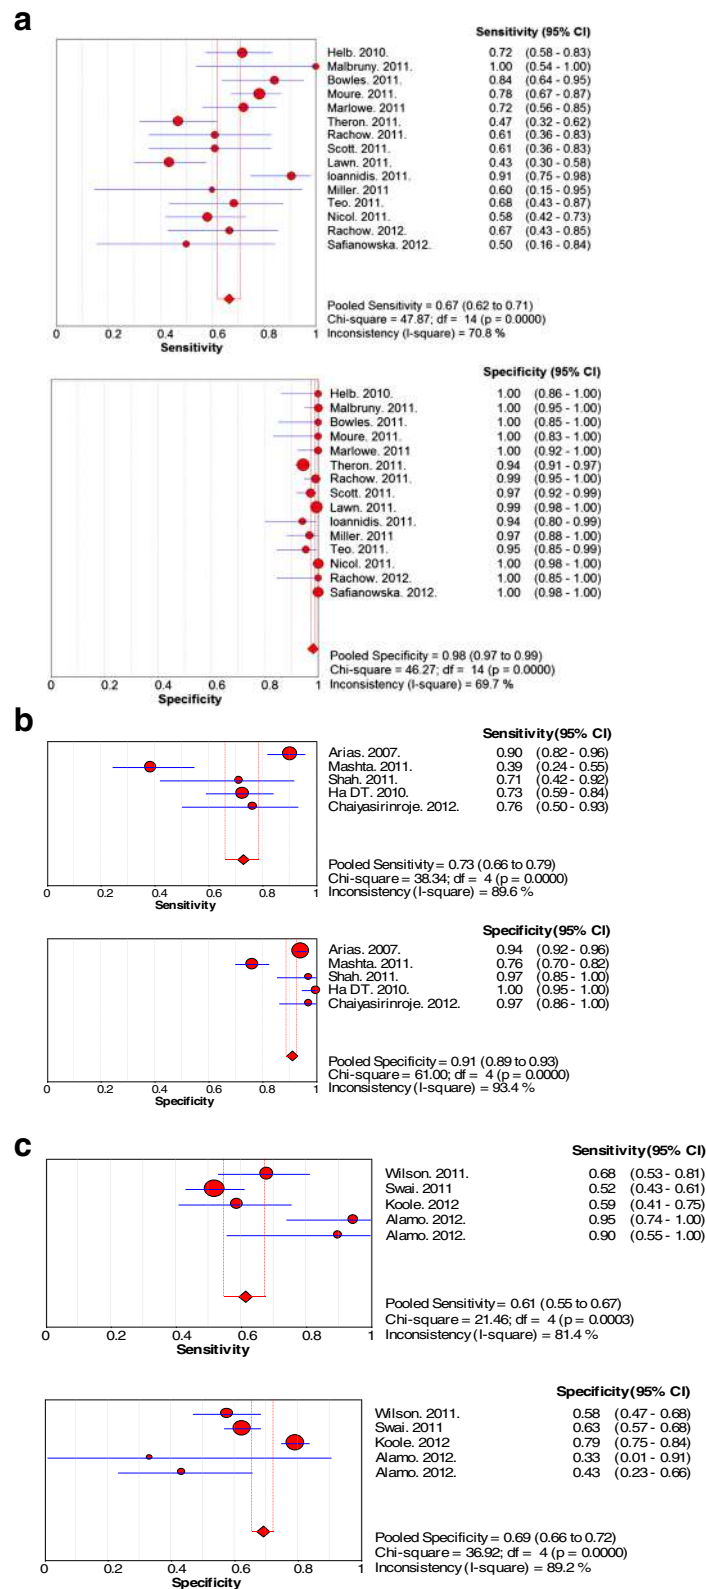 a
Sensitivity (95% CI)
Helb. 2010. 0.72 (0.58 - 0.83)
Malbruny. 2011. 1.00 (0.54 - 1.00)
Bowles. 2011. 0.84 (0.64 - 0.95)
Moure. 2011. 0.78 (0.67 - 0.87)
Marlowe. 2011 0.72 (0.56 - 0.85)
Theron. 2011. 0.47 (0.32 - 0.62)
Rachow. 2011. 0.61 (0.36 - 0.83)
Scott. 2011. 0.61 (0.36 - 0.83)
Lawn. 2011. 0.43 (0.30 - 0.58)
Ioannidis. 2011. 0.91 (0.75 - 0.98)
Miller. 2011 0.60 (0.15 - 0.95)
Teo. 2011. 0.68 (0.43 - 0.87)
Nicol. 2011. 0.58 (0.42 - 0.73)
Rachow. 2012. 0.67 (0.43 - 0.85)
Safianowska. 2012. 0.50 (0.16 - 0.84)
Pooled Sensitivity = 0.67 (0.62 to 0.71)
Chi-square = 47.87; df = 14 (p = 0.0000)
Inconsistency (I-square) = 70.8 %
0 0.2 0.4 0.6 0.8 1
Sensitivity
Specificity (95% CI)
Helb. 2010. 1.00 (0.86 - 1.00)
Malbruny. 2011. 1.00 (0.95 - 1.00)
Bowles. 2011. 1.00 (0.85 - 1.00)
Moure. 2011. 1.00 (0.83 - 1.00)
Marlowe. 2011 1.00 (0.92 - 1.00)
Theron. 2011. 0.94 (0.91 - 0.97)
Rachow. 2011. 0.99 (0.95 - 1.00)
Scott. 2011. 0.97 (0.92 - 0.99)
Lawn. 2011. 0.99 (0.98 - 1.00)
Ioannidis. 2011. 0.94 (0.80 - 0.99)
Miller. 2011 0.97 (0.88 - 1.00)
Teo. 2011. 0.95 (0.85 - 0.99)
Nicol. 2011. 1.00 (0.98 - 1.00)
Rachow. 2012. 1.00 (0.85 - 1.00)
Safianowska. 2012. 1.00 (0.98 - 1.00)
Pooled Specificity = 0.98 (0.97 to 0.99)
Chi-square = 46.27; df = 14 (p = 0.0000)
Inconsistency (I-square) = 69.7 %
0 0.2 0.4 0.6 0.8 1
Specificity
b
Sensitivity (95% CI)
Arias. 2007. 0.90 (0.82 - 0.96)
Mashta. 2011. 0.39 (0.24 - 0.55)
Shah. 2011. 0.71 (0.42 - 0.92)
Ha DT. 2010. 0.73 (0.59 - 0.84)
Chaiyasirinroje. 2012. 0.76 (0.50 - 0.93)
Pooled Sensitivity = 0.73 (0.66 to 0.79)
Chi-square = 38.34; df = 4 (p = 0.0000)
Inconsistency (I-square) = 89.6 %
0 0.2 0.4 0.6 0.8 1
Sensitivity
Specificity (95% CI)
Arias. 2007. 0.94 (0.92 - 0.96)
Mashta. 2011. 0.76 (0.70 - 0.82)
Shah. 2011. 0.97 (0.85 - 1.00)
Ha DT. 2010. 1.00 (0.95 - 1.00)
Chaiyasirinroje. 2012. 0.97 (0.86 - 1.00)
Pooled Specificity = 0.91 (0.89 to 0.93)
Chi-square = 61.00; df = 4 (p = 0.0000)
Inconsistency (I-square) = 93.4 %
0 0.2 0.4 0.6 0.8 1
Specificity
c
Sensitivity (95% CI)
Wilson. 2011. 0.68 (0.53 - 0.81)
Swai. 2011 0.52 (0.43 - 0.61)
Koole. 2012 0.59 (0.41 - 0.75)
Alamo. 2012. 0.95 (0.74 - 1.00)
Alamo. 2012. 0.90 (0.55 - 1.00)
Pooled Sensitivity = 0.61 (0.55 to 0.67)
Chi-square = 21.46; df = 4 (p = 0.0003)
Inconsistency (I-square) = 81.4 %
0 0.2 0.4 0.6 0.8 1
Sensitivity
Specificity (95% CI)
Wilson. 2011. 0.58 (0.47 - 0.68)
Swai. 2011 0.63 (0.57 - 0.68)
Koole. 2012 0.79 (0.75 - 0.84)
Alamo. 2012. 0.33 (0.01 - 0.91)
Alamo. 2012. 0.43 (0.23 - 0.66)
Pooled Specificity = 0.69 (0.66 to 0.72)
Chi-square = 36.92; df = 4 (p = 0.0000)
Inconsistency (I-square) = 89.2 %
0 0.2 0.4 0.6 0.8 1
Specificity